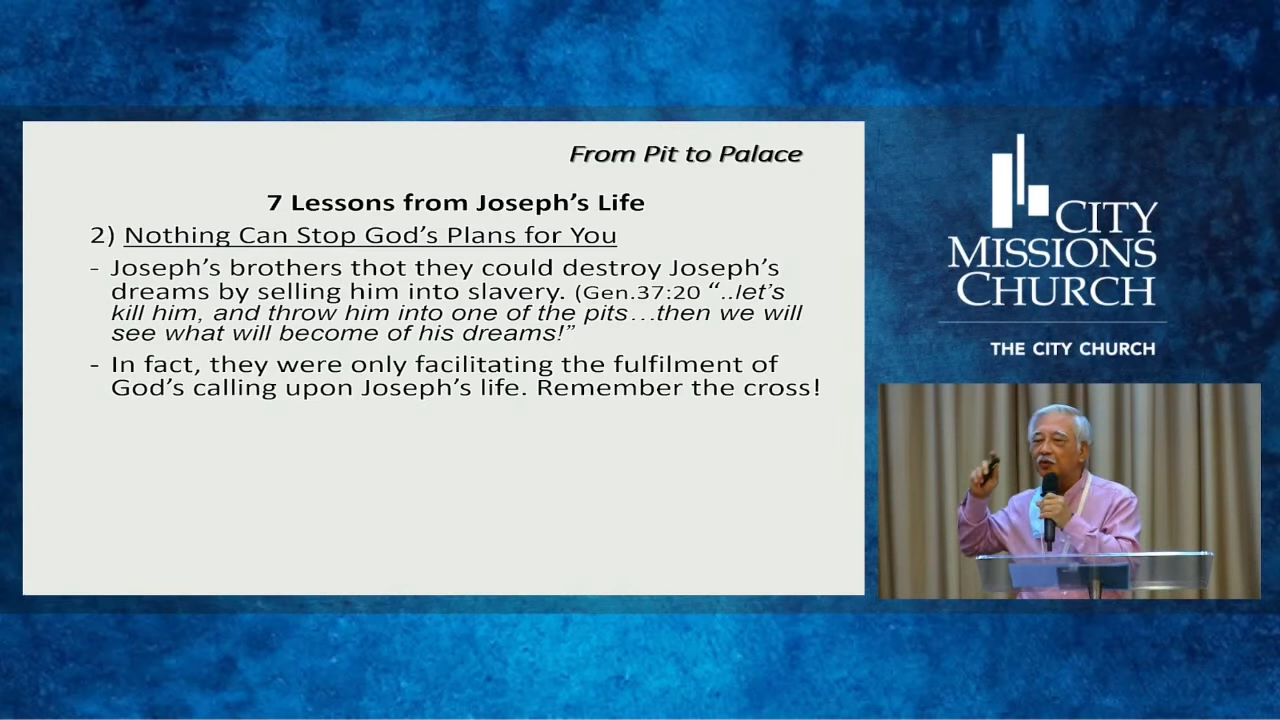 From Pit to Palace
7 Lessons from Joseph's Life
2) Nothing Can Stop God's Plans for You
- Joseph's brothers thot they could destroy Joseph's
dreams by selling him into slavery. (Gen.37:20 “..let's
kill him, and throw him into one of the pits…then we will
see what will become of his dreams!”
- In fact, they were only facilitating the fulfilment of
God's calling upon Joseph's life. Remember the cross!
CITY
MISSIONS
CHURCH
THE CITY CHURCH